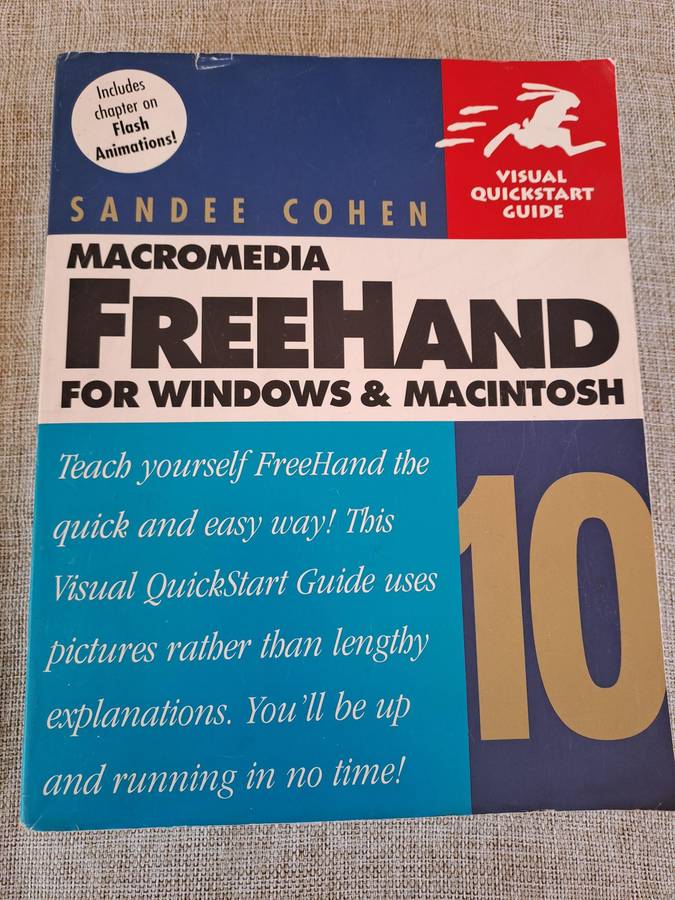 Includes
chapter on
Flash
Animations!
SANDEE COHEN
VISUAL
QUICKSTART
GUIDE
MACROMEDIA
FREEHAND
FOR WINDOWS & MACINTOSH
10
Teach yourself FreeHand the
quick and easy way! This
Visual QuickStart Guide uses
pictures rather than lengthy
explanations. You'll be up
and running in no time!